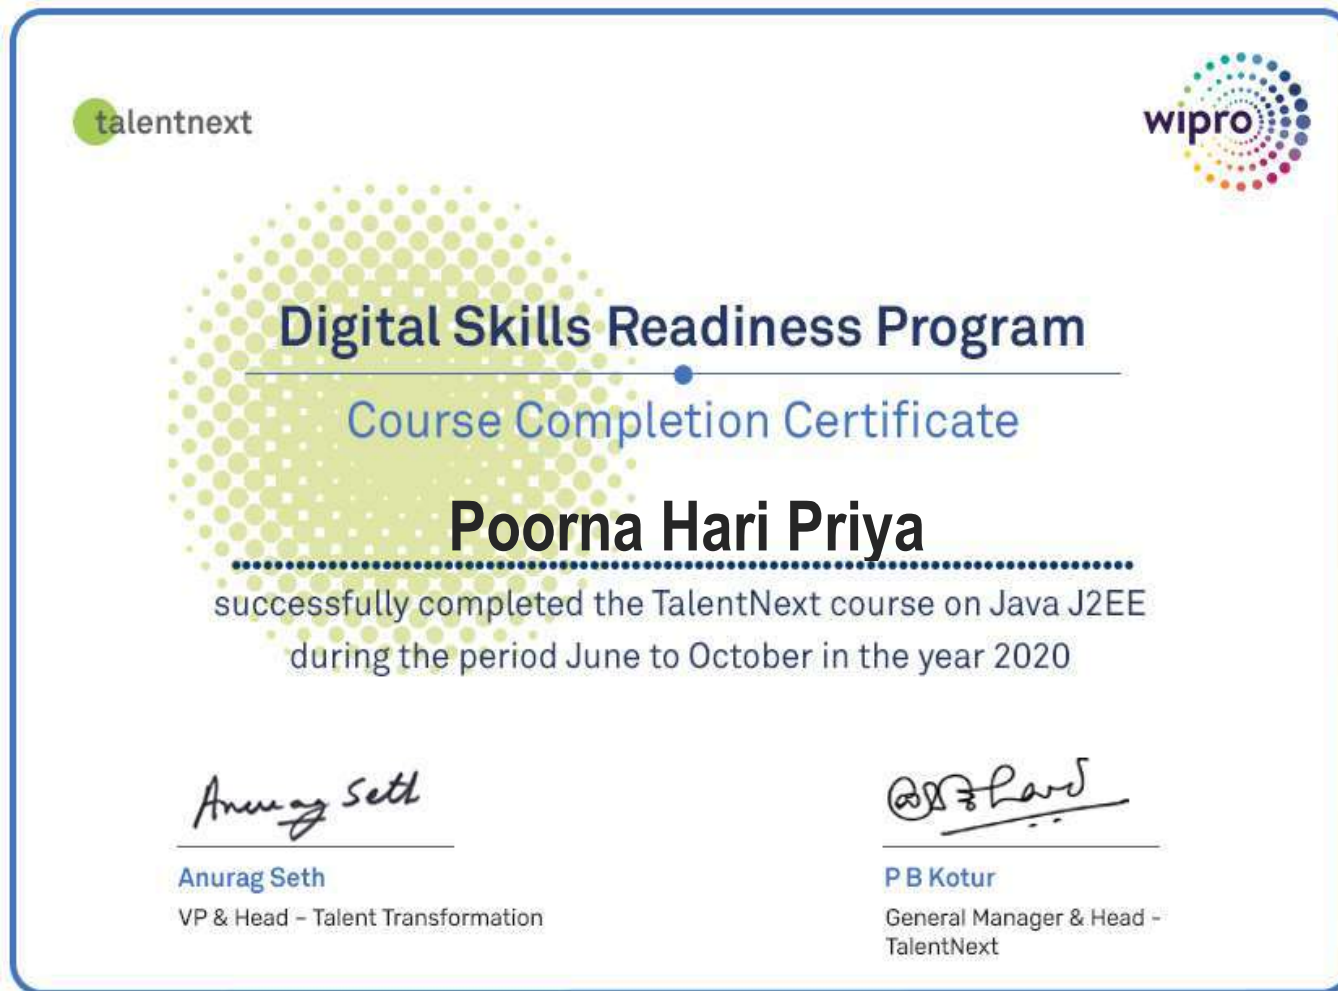 talentnext
wipro
Digital Skills Readiness Program
Course Completion Certificate
Poorna Hari Priya
successfully completed the TalentNext course on Java J2EE
during the period June to October in the year 2020
Anurag Seth
Anurag Seth
VP & Head – Talent Transformation
P B Kotur
General Manager & Head -
TalentNext